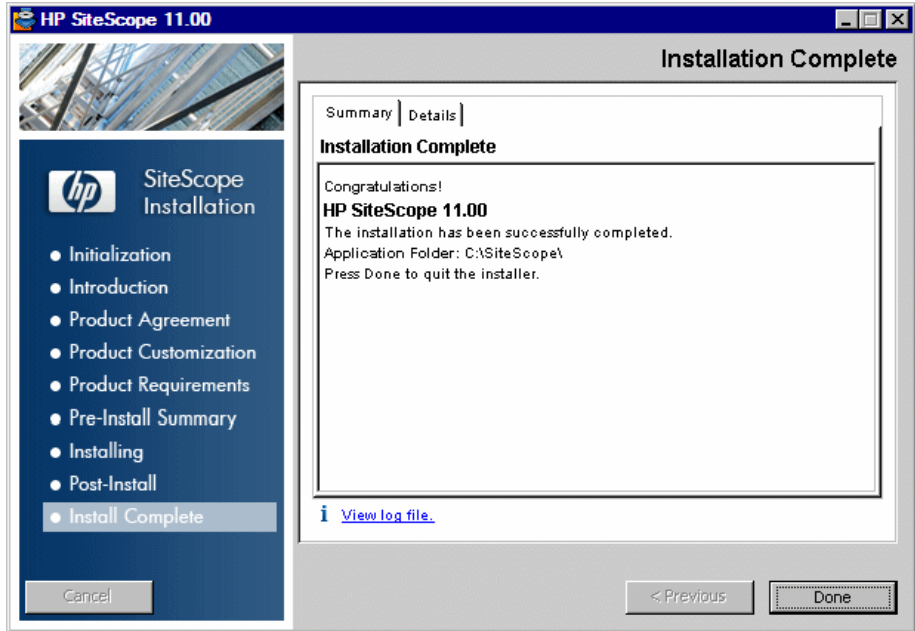 HP SiteScope 11.00
Installation Complete
hp
SiteScope
Installation
Initialization
Introduction
Product Agreement
Product Customization
Product Requirements
Pre-Install Summary
Installing
Post-Install
Install Complete
Summary
Details
Installation Complete
Congratulations!
HP SiteScope 11.00
The installation has been successfully completed.
Application Folder: C:\SiteScope\
Press Done to quit the installer.
i View log file.
Cancel
< Previous
Done